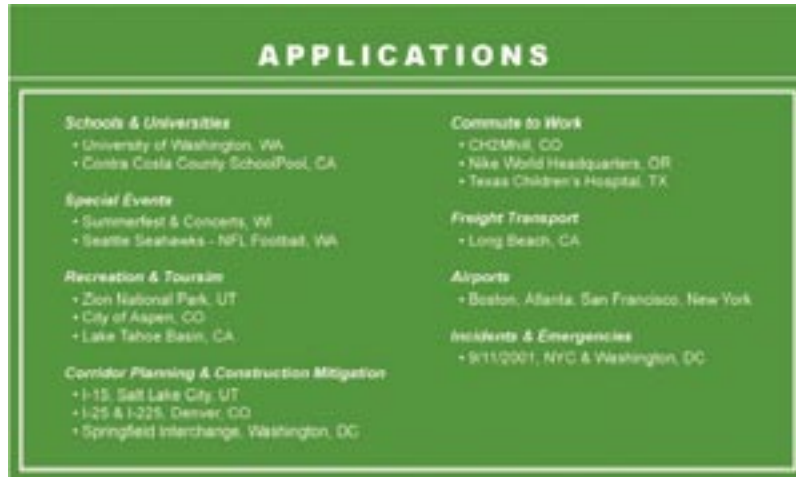 APPLICATIONS
Schools & Universities
• University of Washington, WA
• Contra Costa County SchoolPool, CA
Special Events
• Summerfest & Concerts, WI
• Seattle Seahawks - NFL Football, WA
Recreation & Toursim
• Zion National Park, UT
• City of Aspen, CO
• Lake Tahoe Basin, CA
Corridor Planning & Construction Mitigation
• I-15, Salt Lake City, UT
• I-25 & I-225, Denver, CO
• Springfield Interchange, Washington, DC
Commute to Work
• CH2Mhill, CO
• Nike World Headquarters, OR
• Texas Children's Hospital, TX
Freight Transport
• Long Beach, CA
Airports
• Boston, Atlanta, San Francisco, New York
Incidents & Emergencies
• 9/11/2001, NYC & Washington, DC